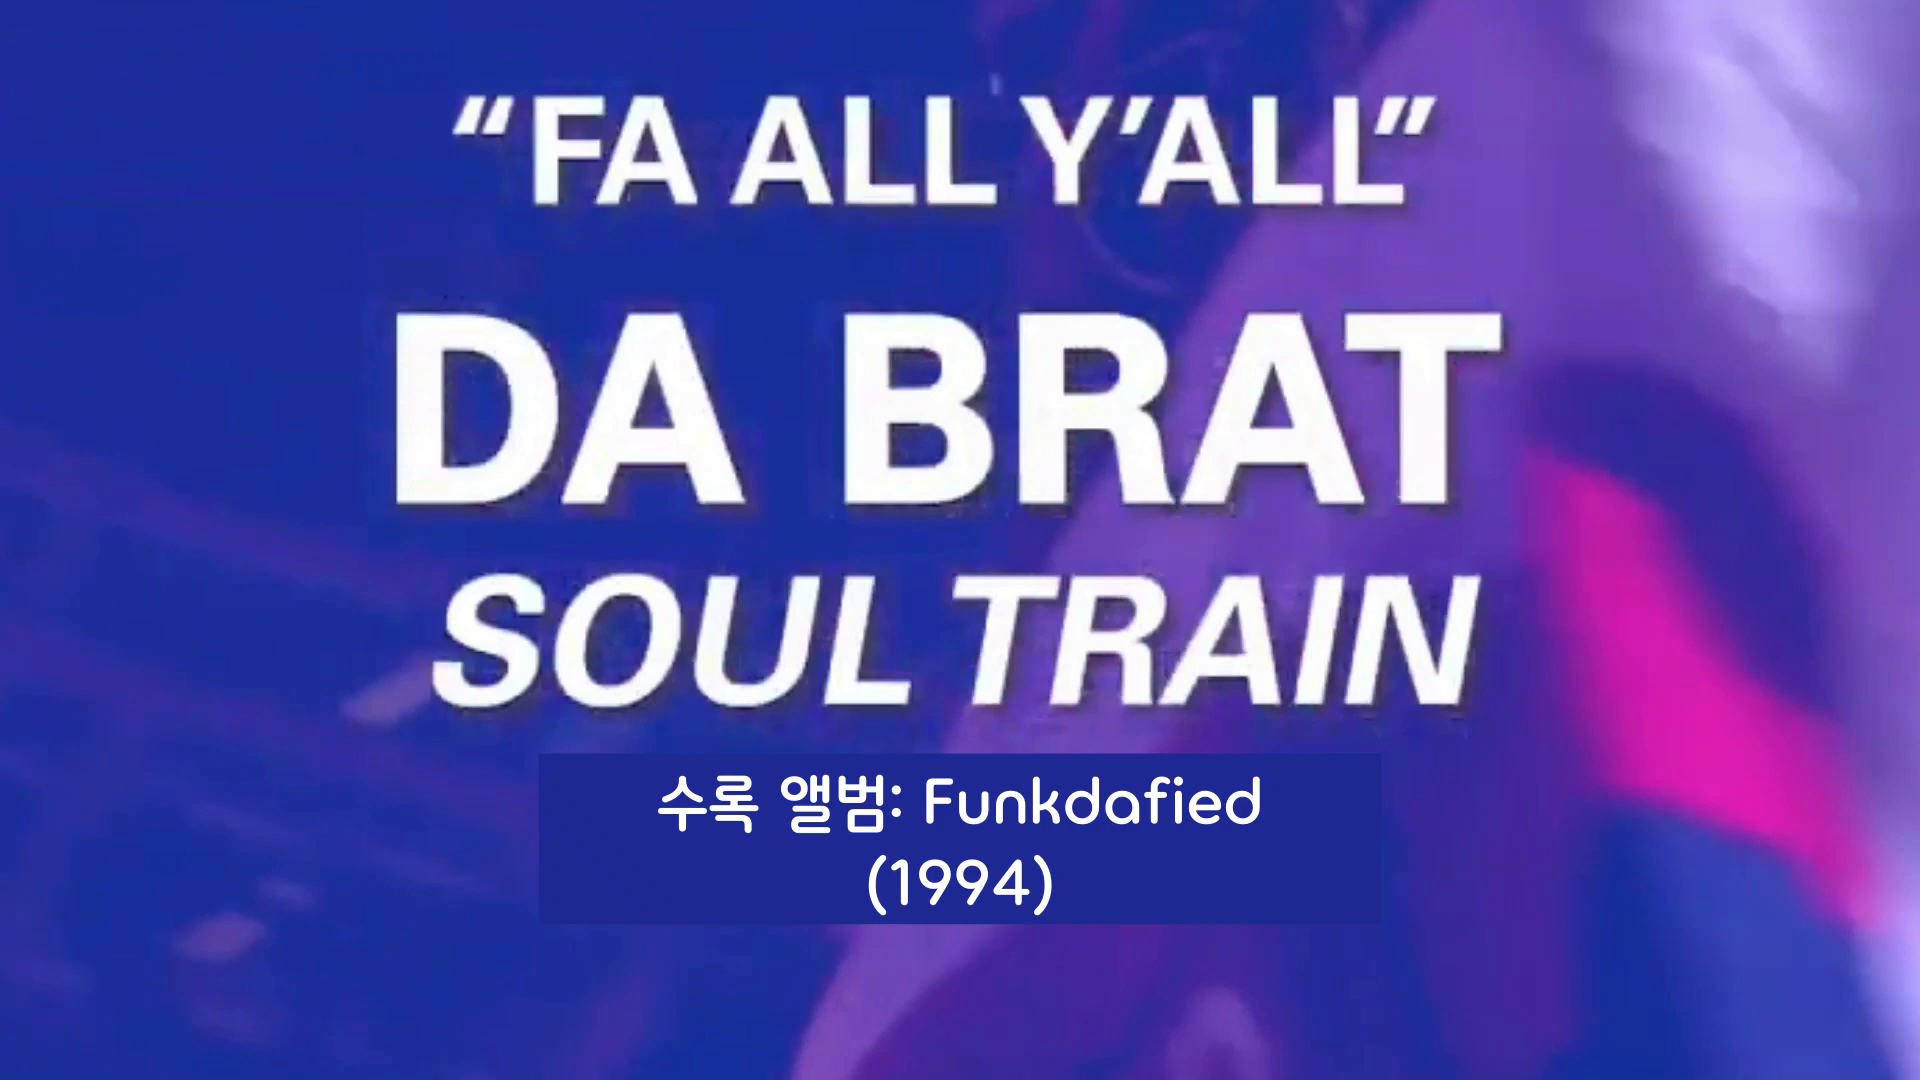 “FA ALL Y’ALL”
DA BRAT
SOUL TRAIN
수록 앨범: Funkdafied
(1994)